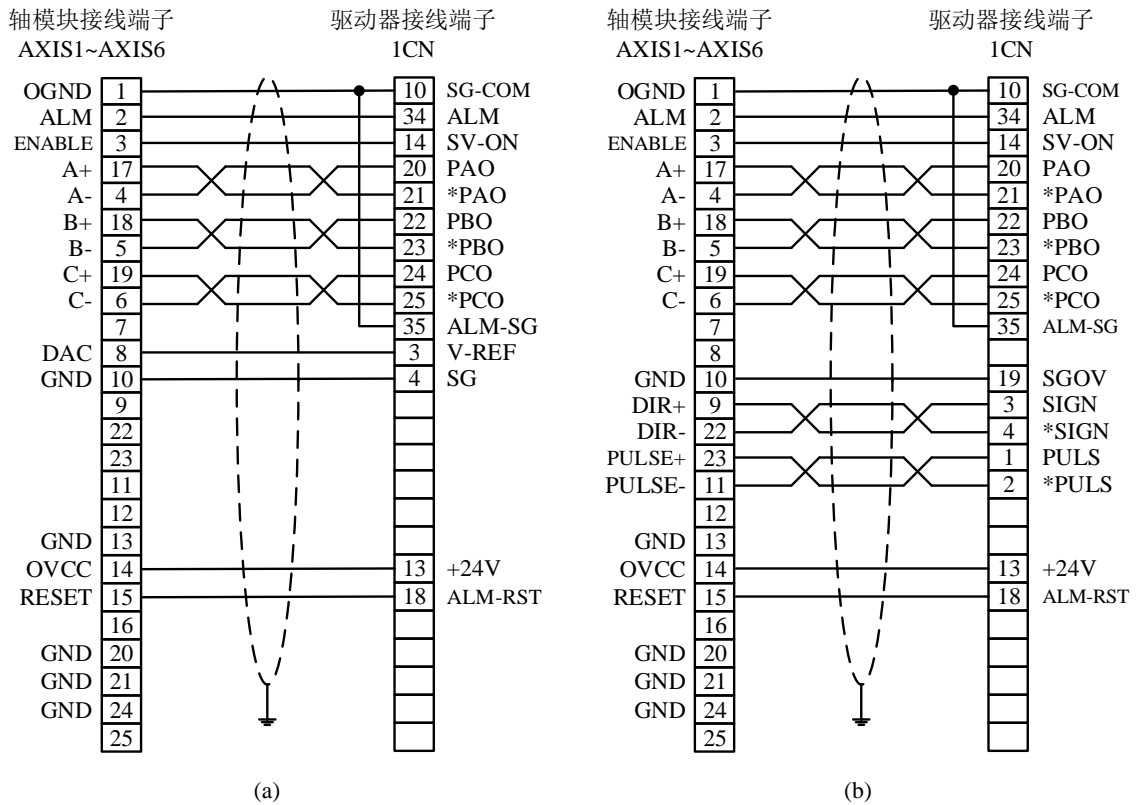 轴模块接线端子 驱动器接线端子
AXIS1~AXIS6 1CN
OGND 1 10 SG-COM
ALM 2 34 ALM
ENABLE 3 14 SV-ON
A+ 17 20 PAO
A- 4 21 *PAO
B+ 18 22 PBO
B- 5 23 *PBO
C+ 19 24 PCO
C- 6 25 *PCO
7 35 ALM-SG
DAC 8 3 V-REF
GND 10 4 SG
9
22
23
11
12
GND 13
OVCC 14 13 +24V
RESET 15 18 ALM-RST
16
GND 20
GND 21
GND 24
25
(a)
轴模块接线端子 驱动器接线端子
AXIS1~AXIS6 1CN
OGND 1 10 SG-COM
ALM 2 34 ALM
ENABLE 3 14 SV-ON
A+ 17 20 PAO
A- 4 21 *PAO
B+ 18 22 PBO
B- 5 23 *PBO
C+ 19 24 PCO
C- 6 25 *PCO
7 35 ALM-SG
8
GND 10 19 SGOV
DIR+ 9 3 SIGN
DIR- 22 4 *SIGN
PULSE+ 23 1 PULS
PULSE- 11 2 *PULS
12
GND 13
OVCC 14 13 +24V
RESET 15 18 ALM-RST
16
GND 20
GND 21
GND 24
25
(b)